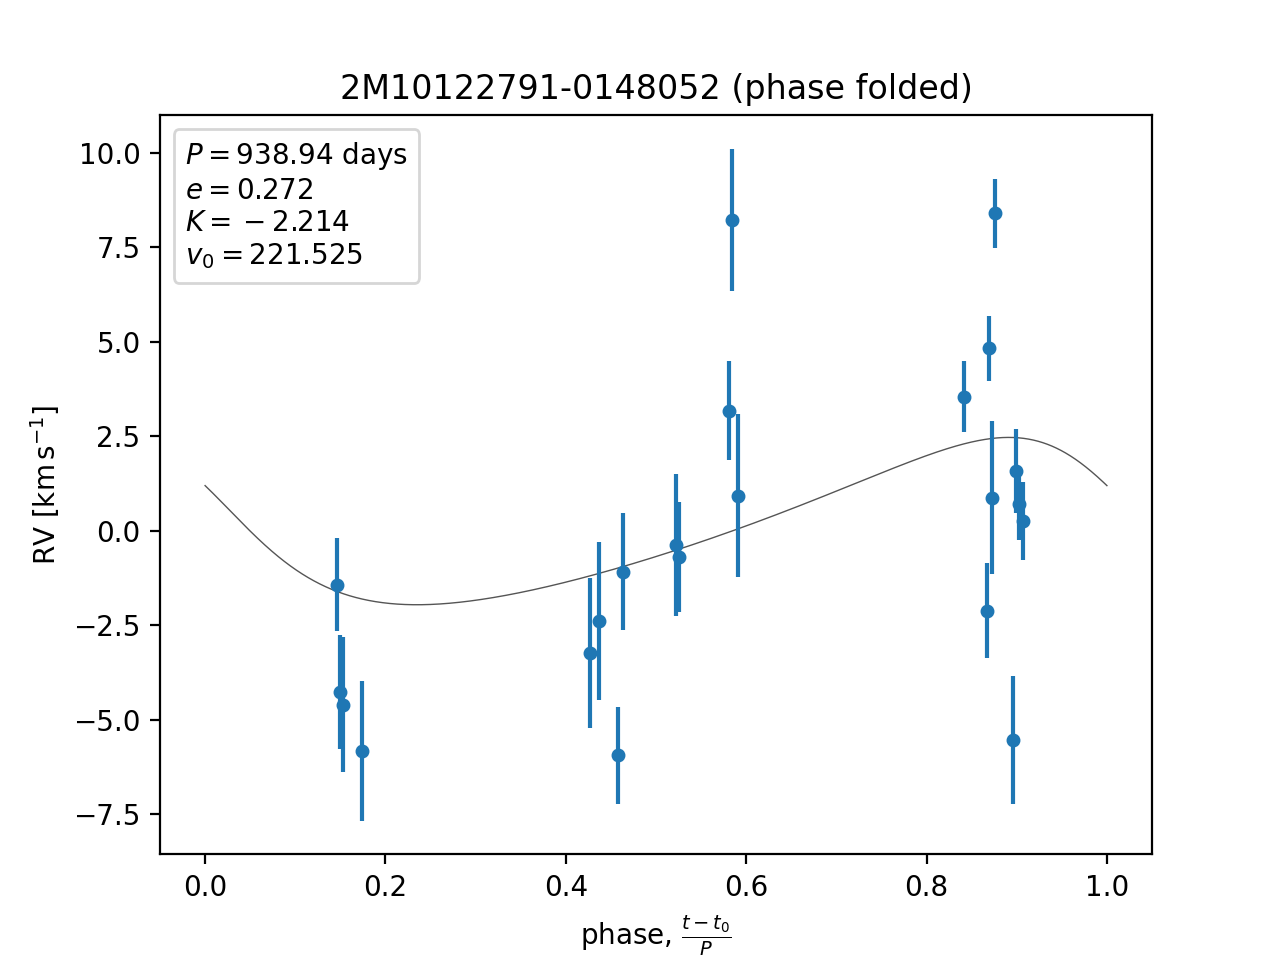 2M10122791-0148052 (phase folded)
P = 938.94 days
e = 0.272
K = −2.214
v₀ = 221.525
10.0
7.5
5.0
2.5
0.0
−2.5
−5.0
−7.5
RV [km s⁻¹]
0.0 0.2 0.4 0.6 0.8 1.0
phase, (t − t₀)/P